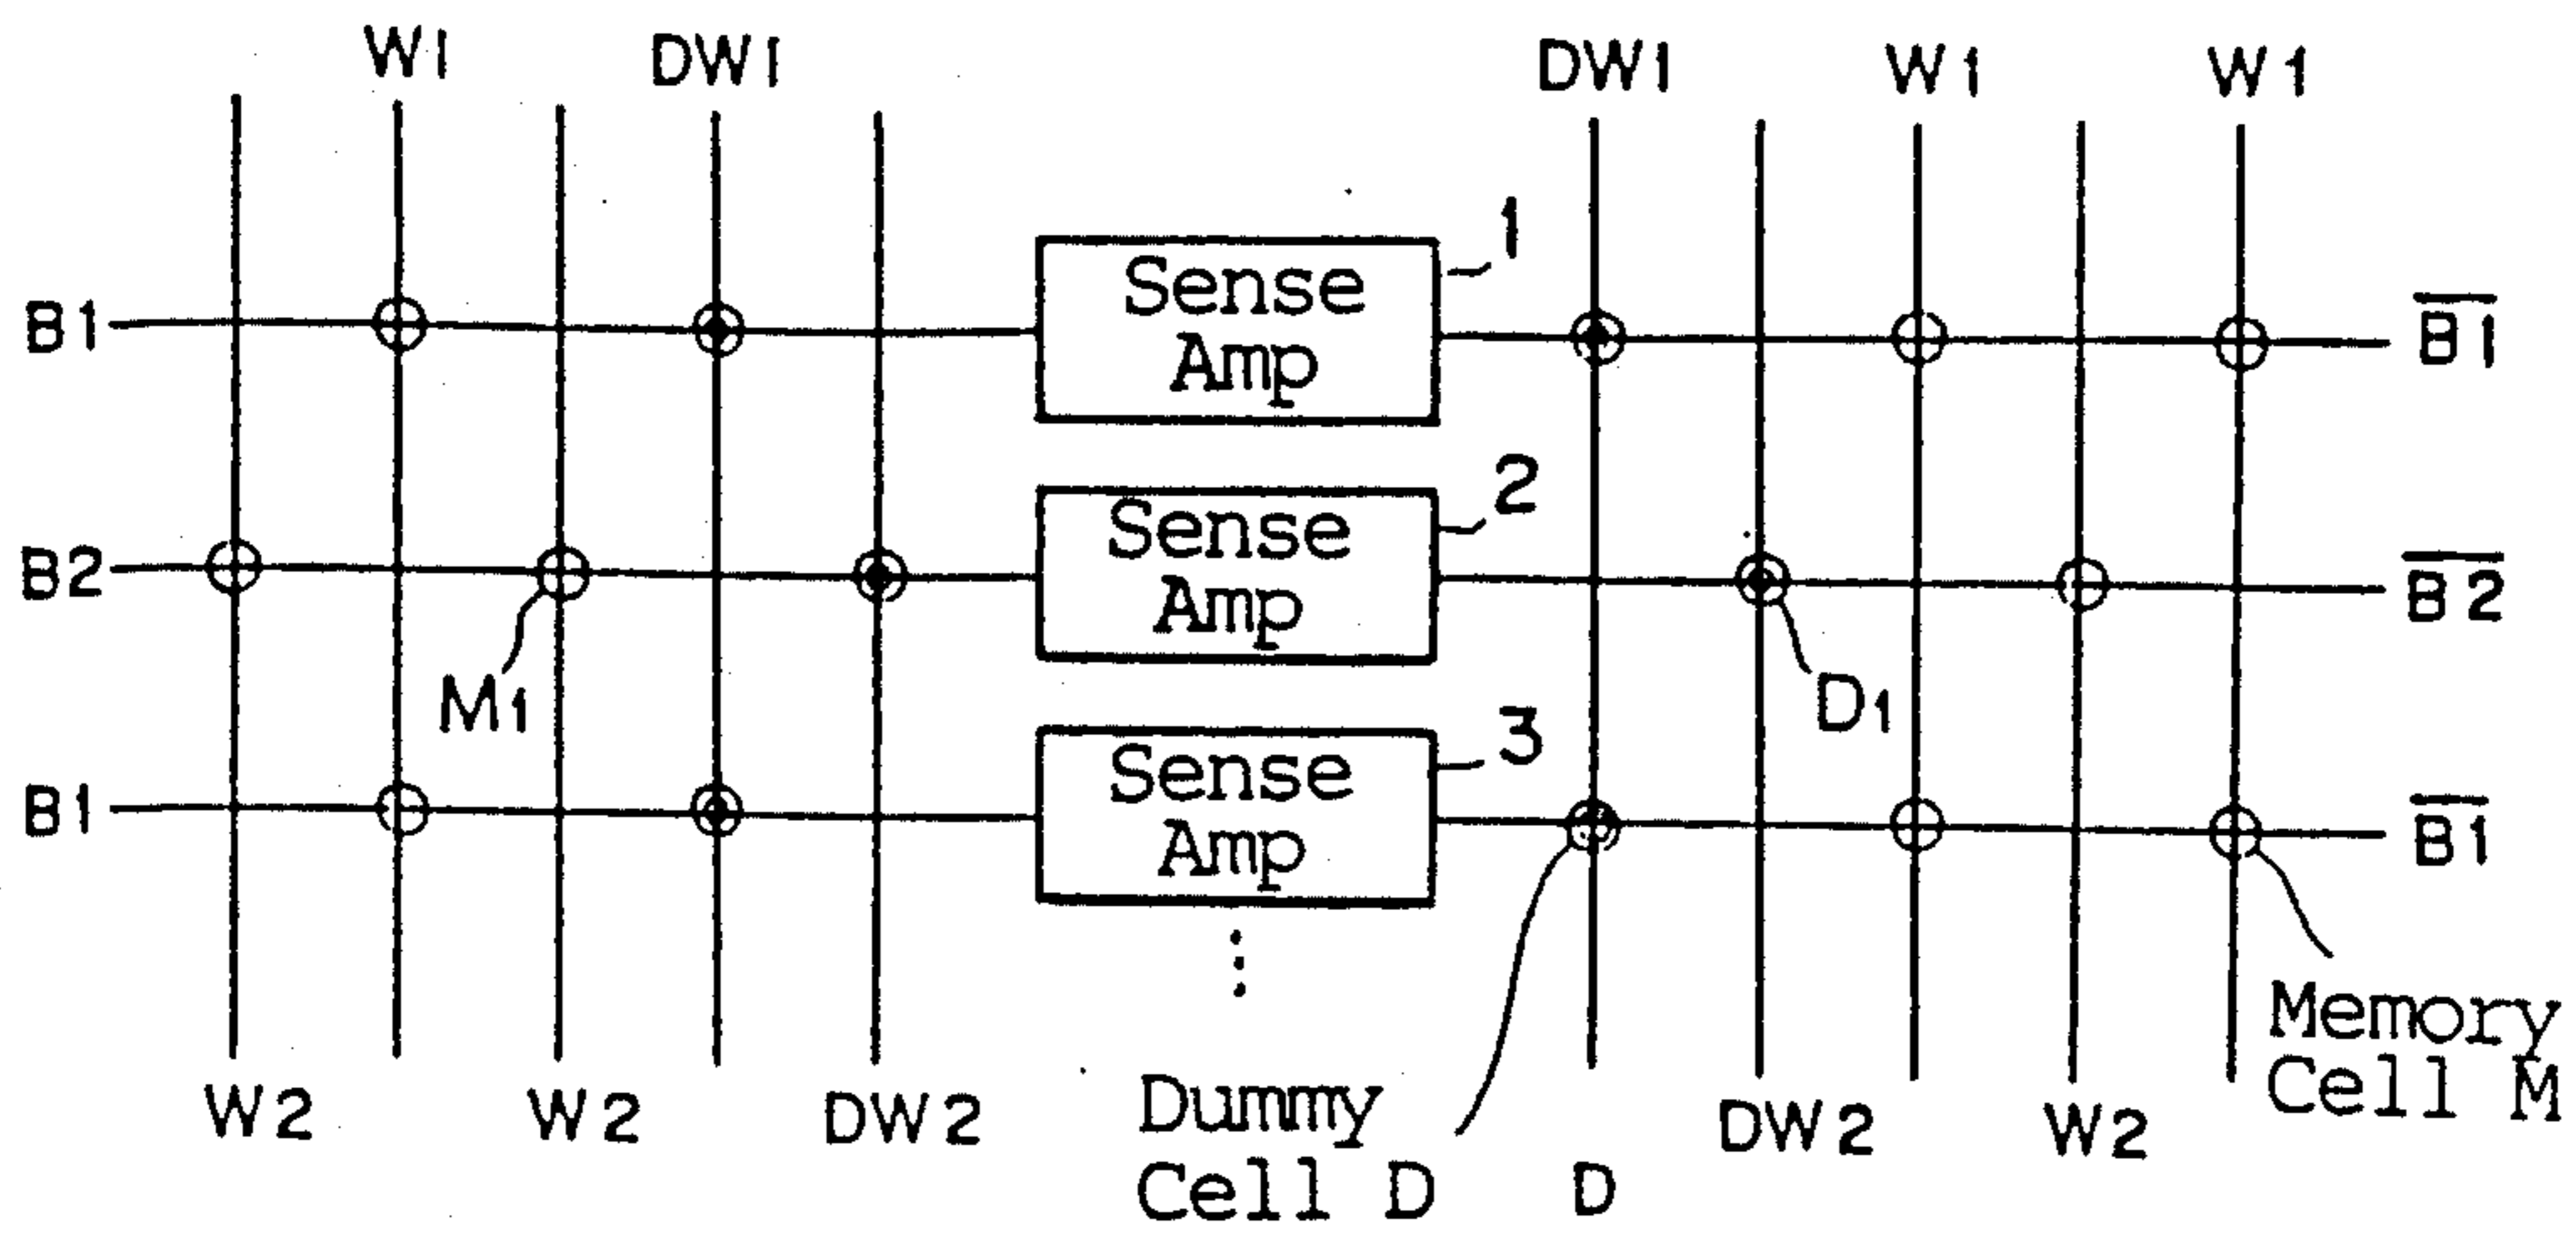 W1 DW1 DW1 W1 W1
1
B1 Sense Amp B1
2
B2 Sense Amp B2
M1 D1
3
B1 Sense Amp B1
W2 W2 DW2 Dummy Cell D D DW2 W2 Memory Cell M